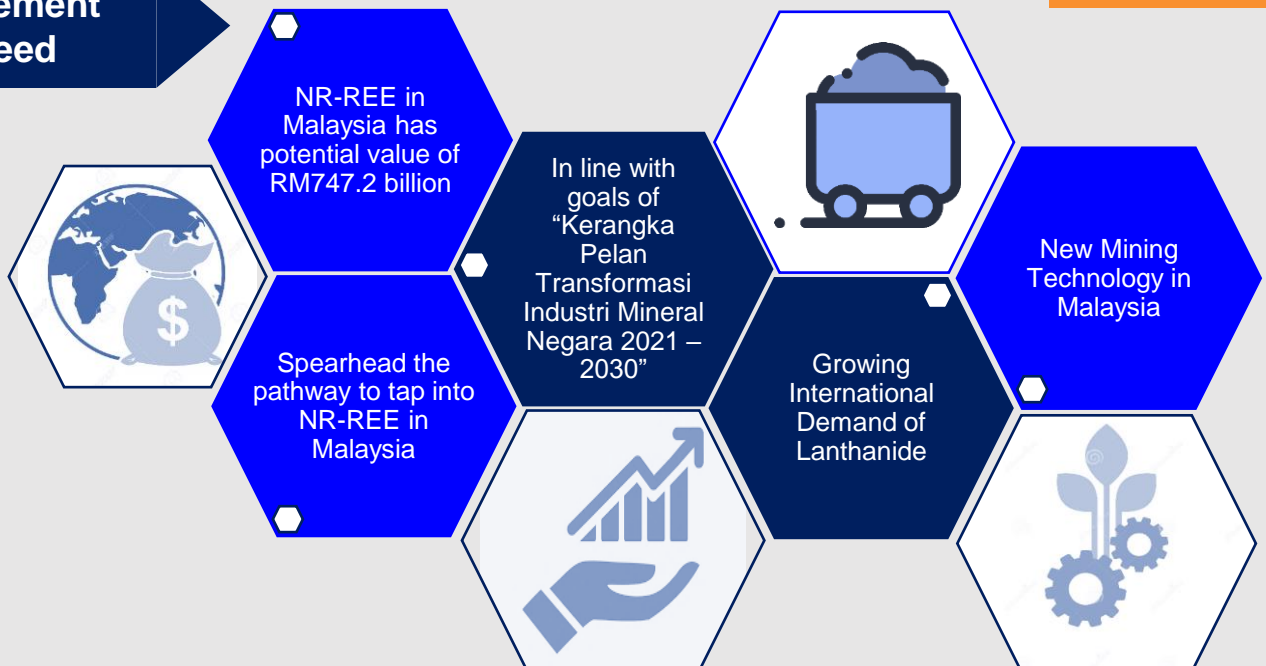 eed
NR-REE in
Malaysia has
potential value of
RM747.2 billion
Spearhead the
pathway to tap into
NR-REE in
Malaysia
In line with
goals of
“Kerangka
Pelan
Transformasi
Industri Mineral
Negara 2021 –
2030”
Growing
International
Demand of
Lanthanide
New Mining
Technology in
Malaysia
$